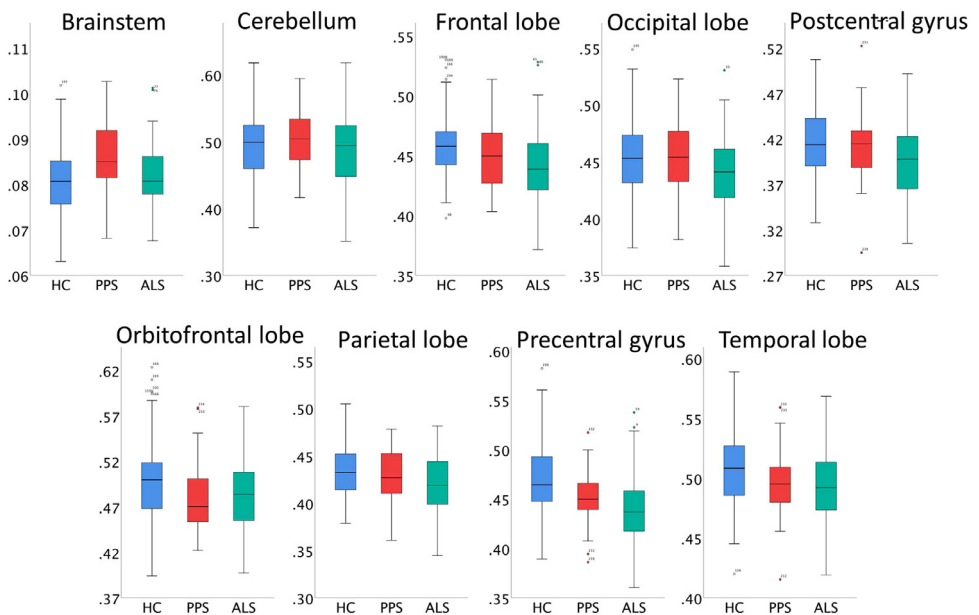 Brainstem
.11
.10
.09
.08
.07
.06
HC PPS ALS
Cerebellum
.60
.50
.40
.30
HC PPS ALS
Frontal lobe
.55
.50
.45
.40
.35
HC PPS ALS
Occipital lobe
.55
.50
.45
.40
.35
HC PPS ALS
Postcentral gyrus
.52
.47
.42
.37
.32
.27
HC PPS ALS
Orbitofrontal lobe
.62
.57
.52
.47
.42
.37
HC PPS ALS
Parietal lobe
.55
.50
.45
.40
.35
.30
HC PPS ALS
Precentral gyrus
.60
.55
.50
.45
.40
.35
HC PPS ALS
Temporal lobe
.60
.55
.50
.45
.40
HC PPS ALS